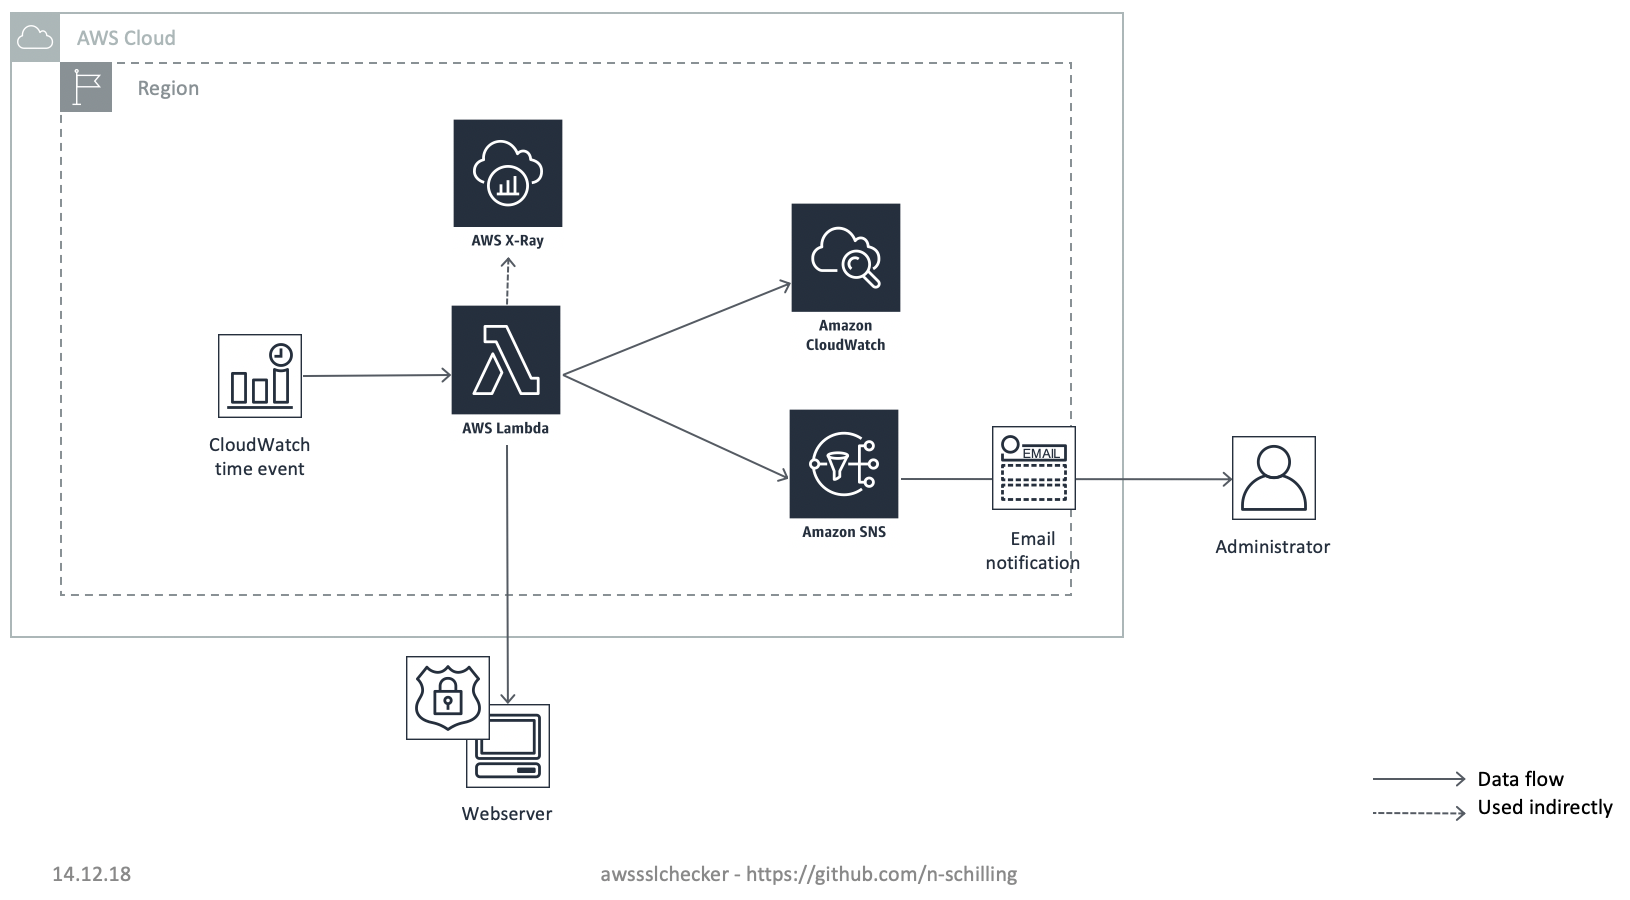 AWS Cloud
Region
AWS X-Ray
Amazon
CloudWatch
AWS Lambda
CloudWatch
time event
EMAIL
Amazon SNS
Email
notification
Administrator
Webserver
Data flow
Used indirectly
14.12.18
awssslchecker - https://github.com/n-schilling